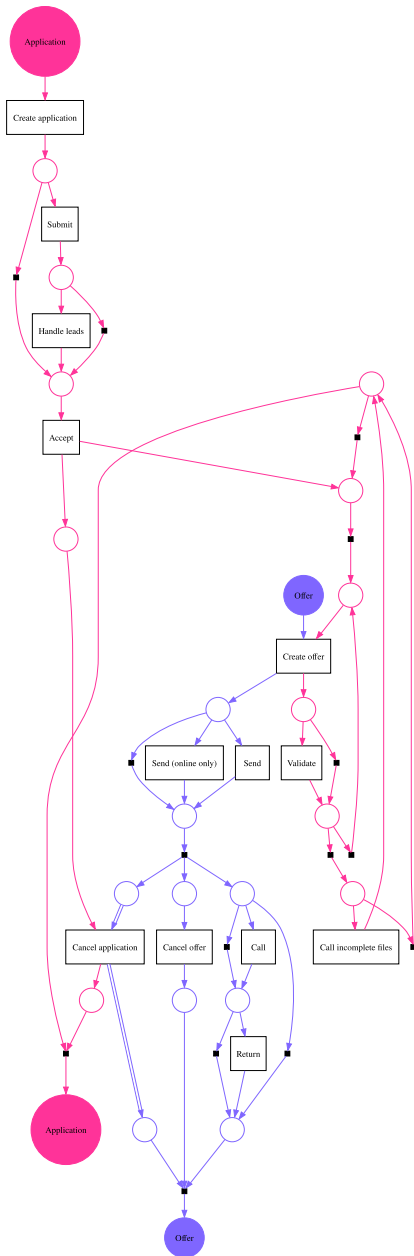 Application
Create application
Submit
Handle leads
Accept
Offer
Create offer
Send (online only)
Send
Validate
Cancel application
Cancel offer
Call
Call incomplete files
Return
Application
Offer